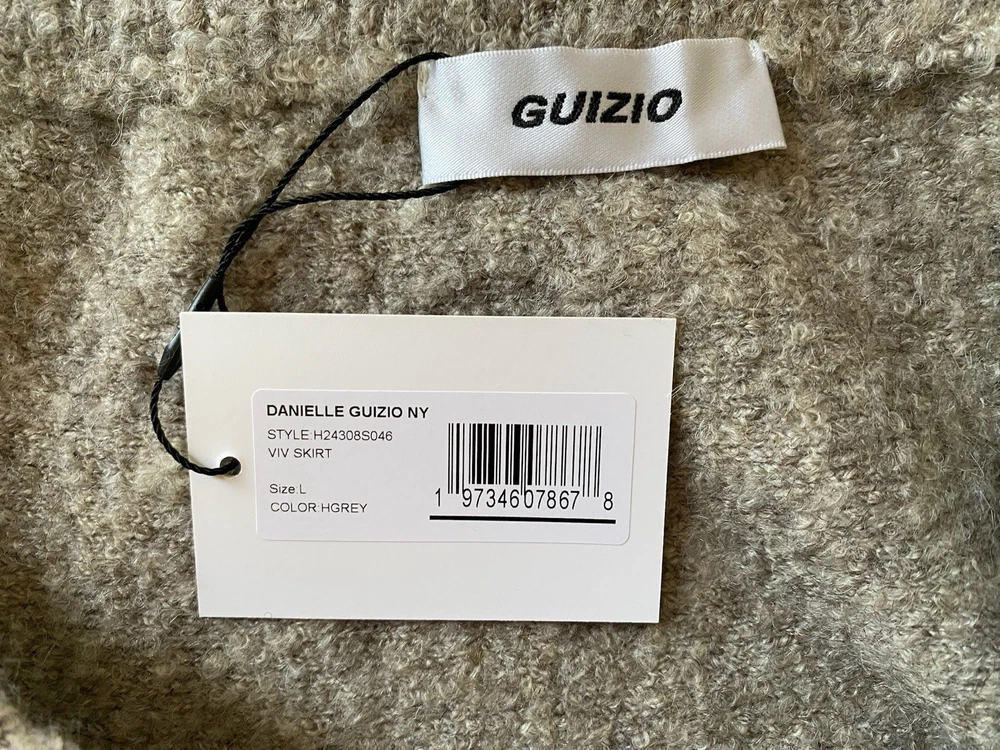 GUIZIO
DANIELLE GUIZIO NY
STYLE:H24308S046
VIV SKIRT
Size:L
COLOR:HGREY
1 97346 07867 8